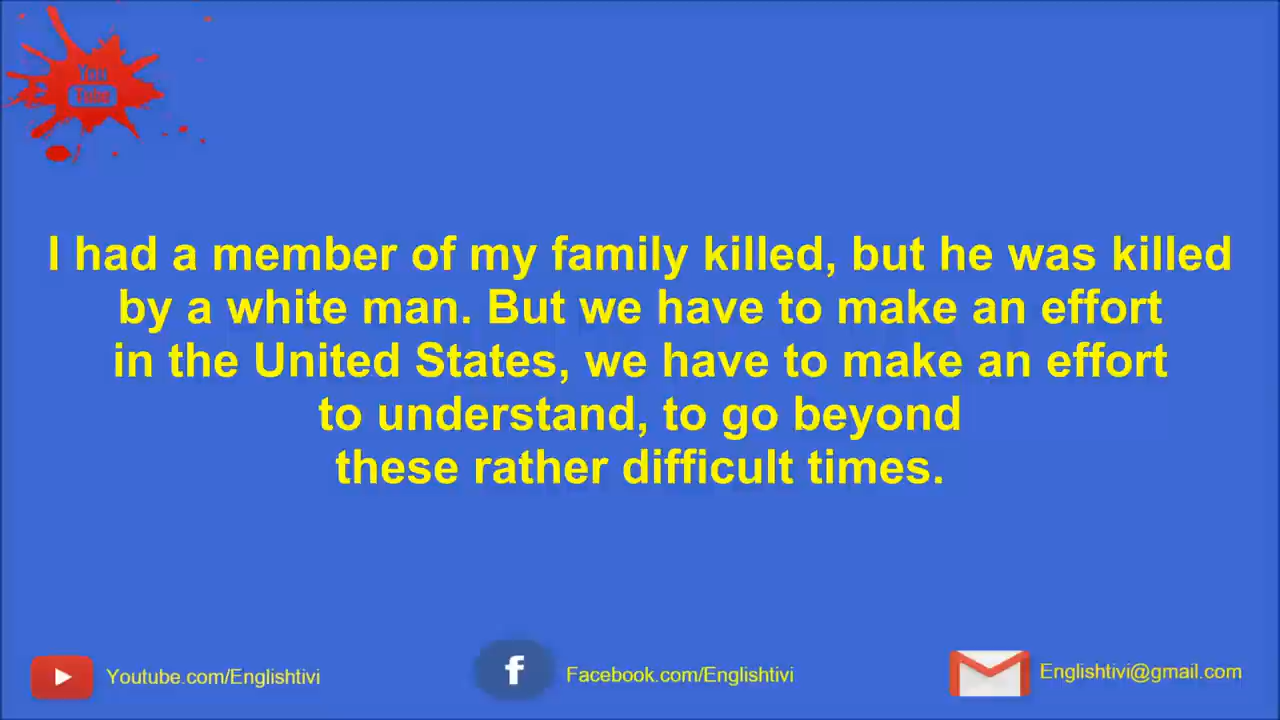 You
Tube
I had a member of my family killed, but he was killed
by a white man. But we have to make an effort
in the United States, we have to make an effort
to understand, to go beyond
these rather difficult times.
Youtube.com/Englishtivi
f
Facebook.com/Englishtivi
Englishtivi@gmail.com